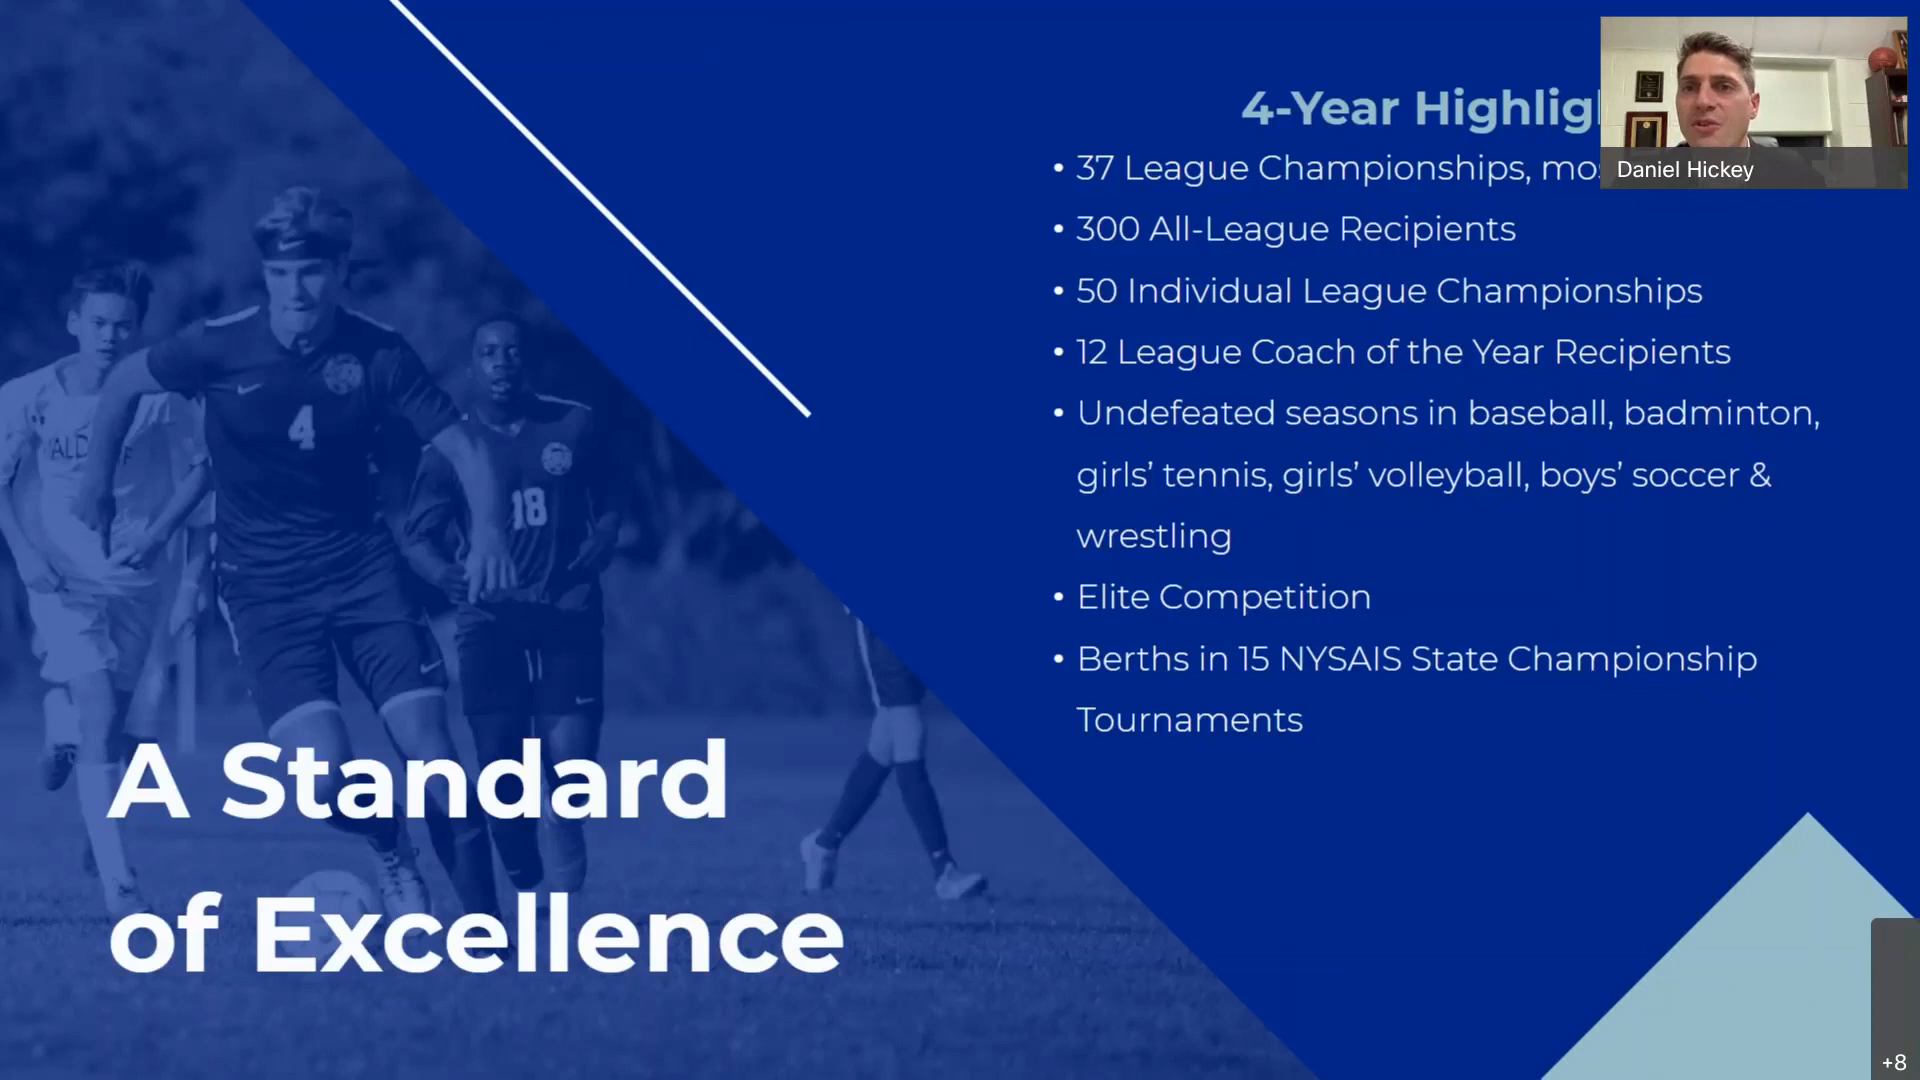 4-Year Highlig
• 37 League Championships, mos
• 300 All-League Recipients
• 50 Individual League Championships
• 12 League Coach of the Year Recipients
• Undefeated seasons in baseball, badminton,
girls’ tennis, girls’ volleyball, boys’ soccer &
wrestling
• Elite Competition
• Berths in 15 NYSAIS State Championship
Tournaments
A Standard
of Excellence
Daniel Hickey
4
18
11
+8